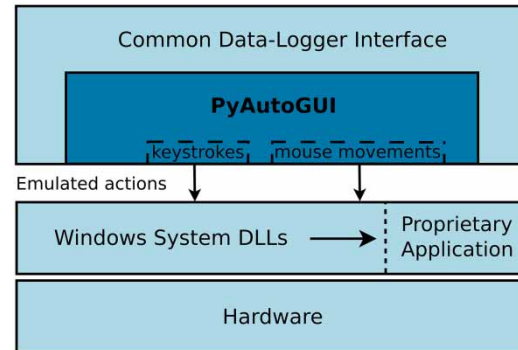 Common Data-Logger Interface
PyAutoGUI
keystrokes mouse movements
Emulated actions
Windows System DLLs
Proprietary
Application
Hardware